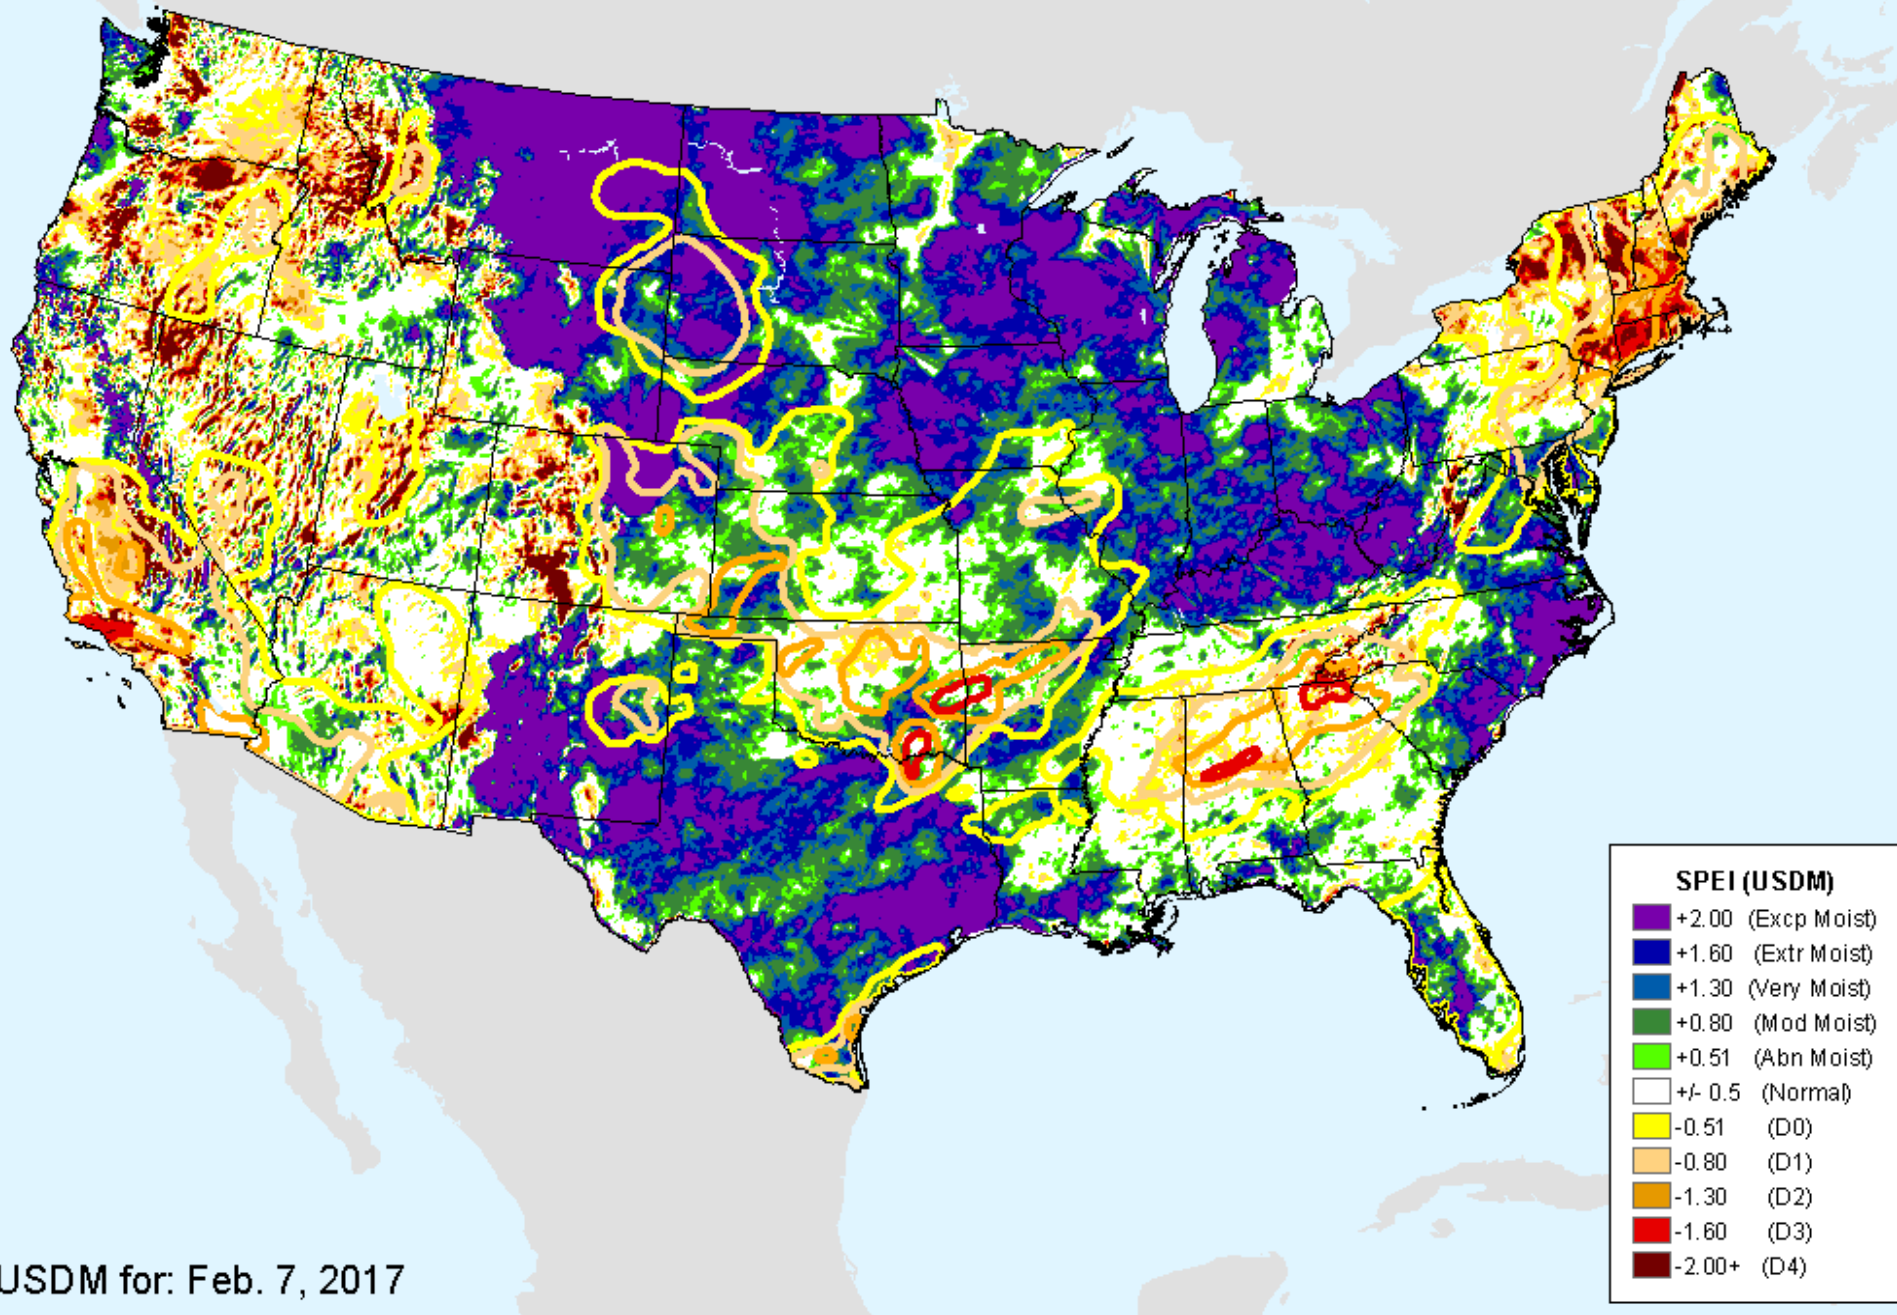 SPEI (USDM)
+2.00 (Excp Moist)
+1.60 (Extr Moist)
+1.30 (Very Moist)
+0.80 (Mod Moist)
+0.51 (Abn Moist)
+/- 0.5 (Normal)
-0.51 (D0)
-0.80 (D1)
-1.30 (D2)
-1.60 (D3)
-2.00+ (D4)
USDM for: Feb. 7, 2017